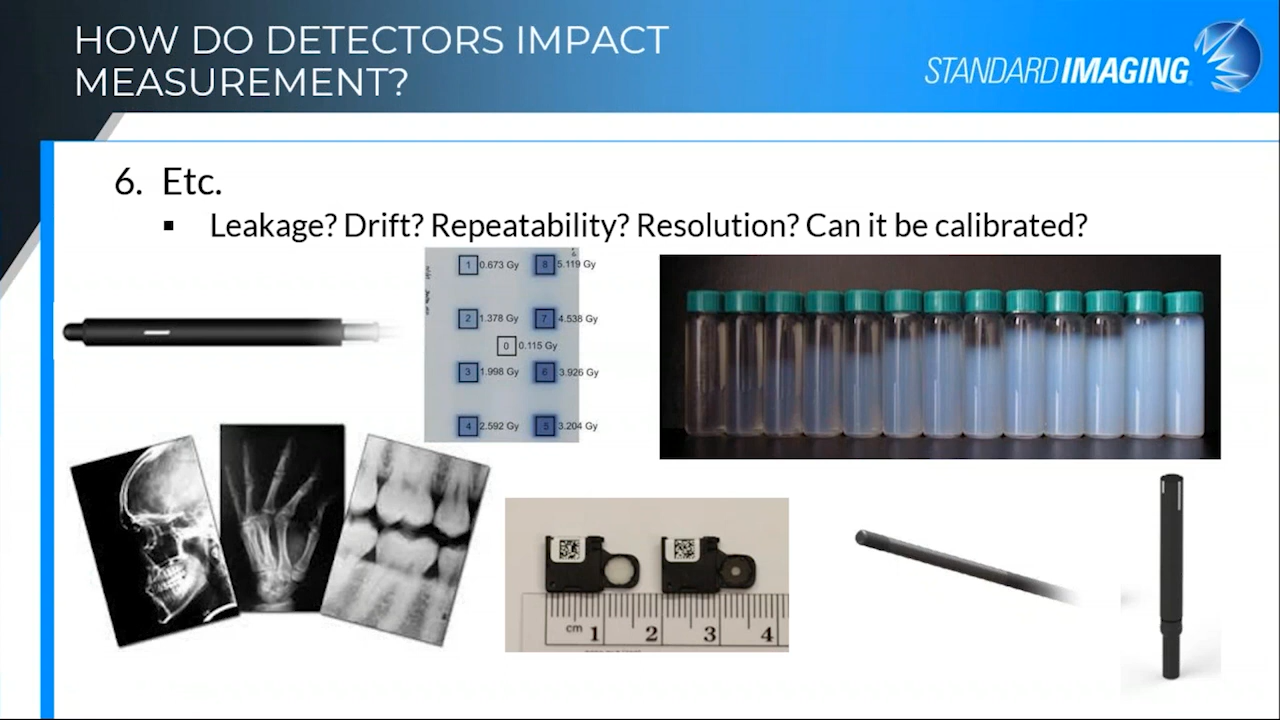 HOW DO DETECTORS IMPACT
MEASUREMENT?
STANDARD IMAGING
6. Etc.
▪ Leakage? Drift? Repeatability? Resolution? Can it be calibrated?
1 0.673 Gy 8 5.119 Gy
2 1.378 Gy 7 4.538 Gy
0 0.115 Gy
3 1.998 Gy 6 3.926 Gy
4 2.592 Gy 5 3.204 Gy
cm 1 2 3 4